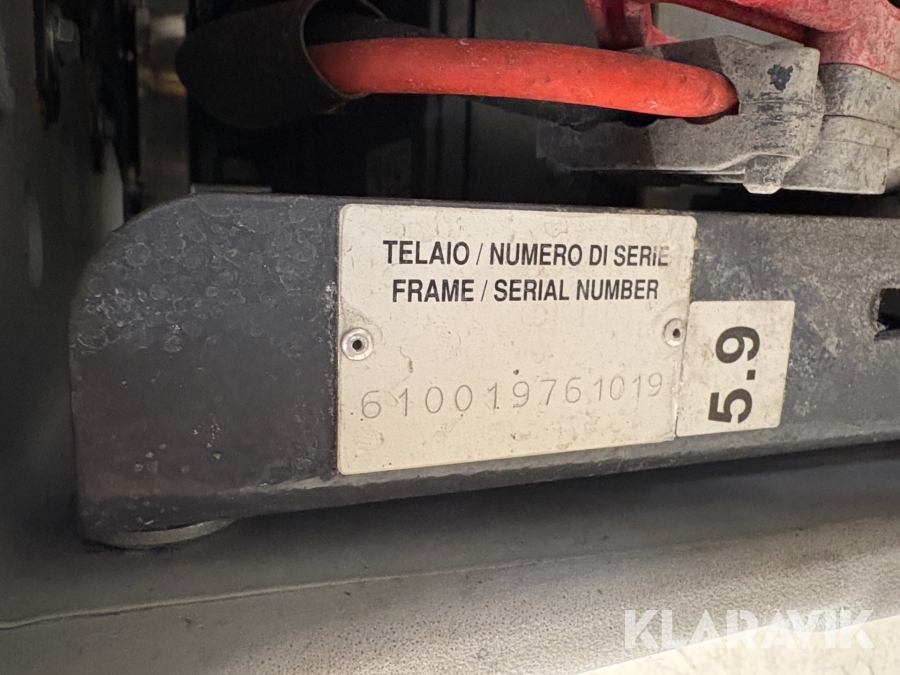 TELAIO / NUMERO DI SERIE
FRAME / SERIAL NUMBER
610019761019
5.9
KLARAVIK